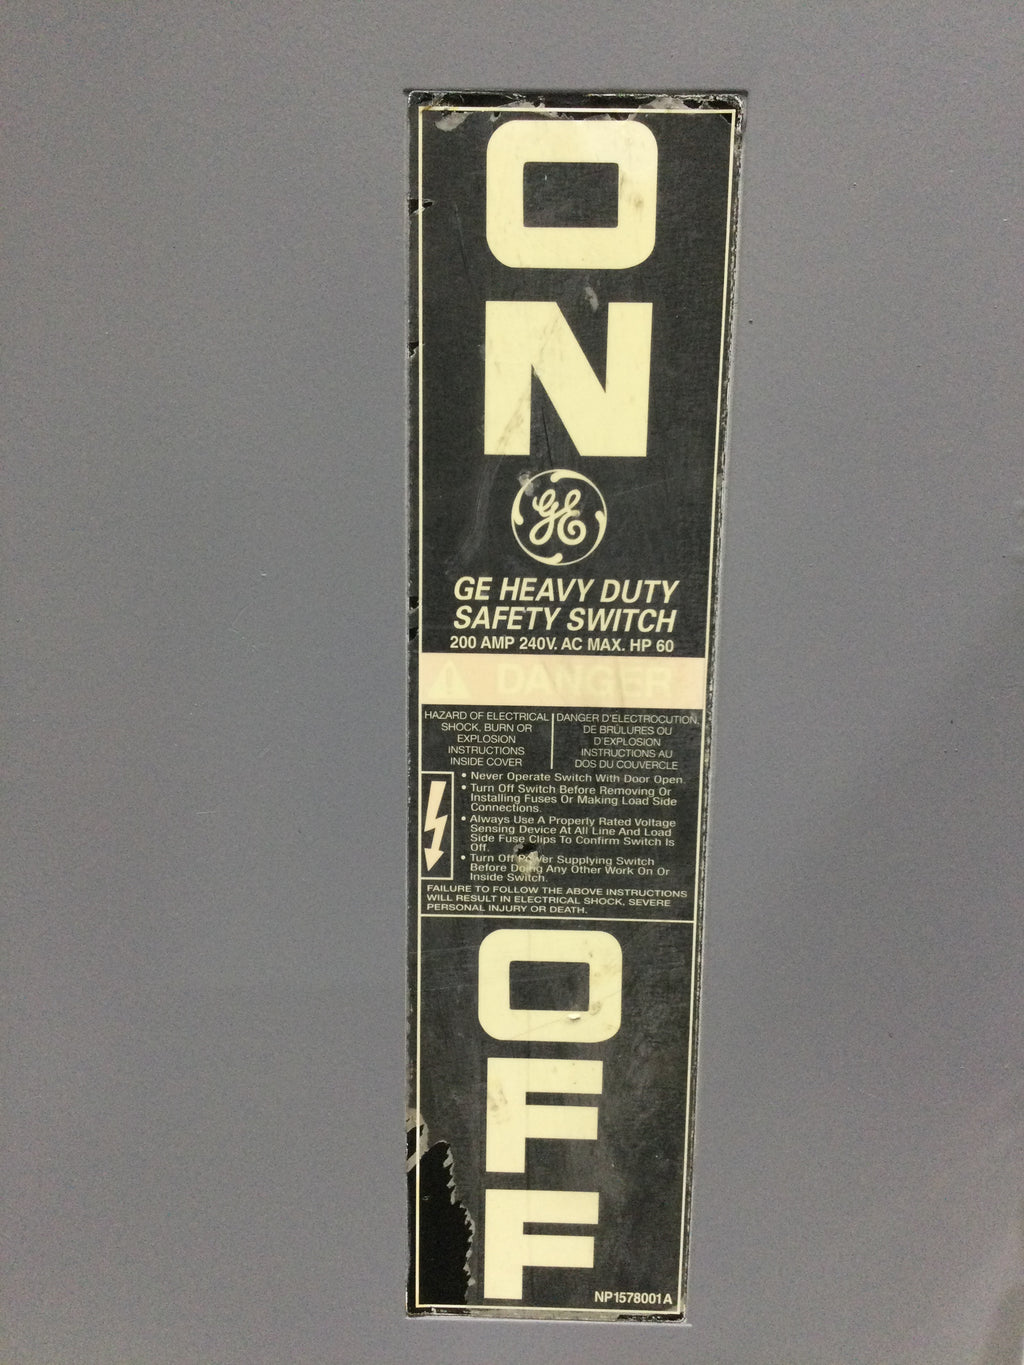 ON
GE
GE HEAVY DUTY
SAFETY SWITCH
200 AMP 240V. AC MAX. HP 60
DANGER
HAZARD OF ELECTRICAL
SHOCK, BURN OR
EXPLOSION
INSTRUCTIONS
INSIDE COVER
DANGER D'ELECTROCUTION,
DE BRÛLURES OU
D'EXPLOSION
INSTRUCTIONS AU
DOS DU COUVERCLE
• Never Operate Switch With Door Open.
• Turn Off Switch Before Removing Or
Installing Fuses Or Making Load Side
Connections.
• Always Use A Properly Rated Voltage
Sensing Device At All Line And Load
Side Fuse Clips To Confirm Switch Is
Off.
• Turn Off Power Supplying Switch
Before Doing Any Other Work On Or
Inside Switch.
FAILURE TO FOLLOW THE ABOVE INSTRUCTIONS
WILL RESULT IN ELECTRICAL SHOCK, SEVERE
PERSONAL INJURY OR DEATH.
OFF
NP1578001A